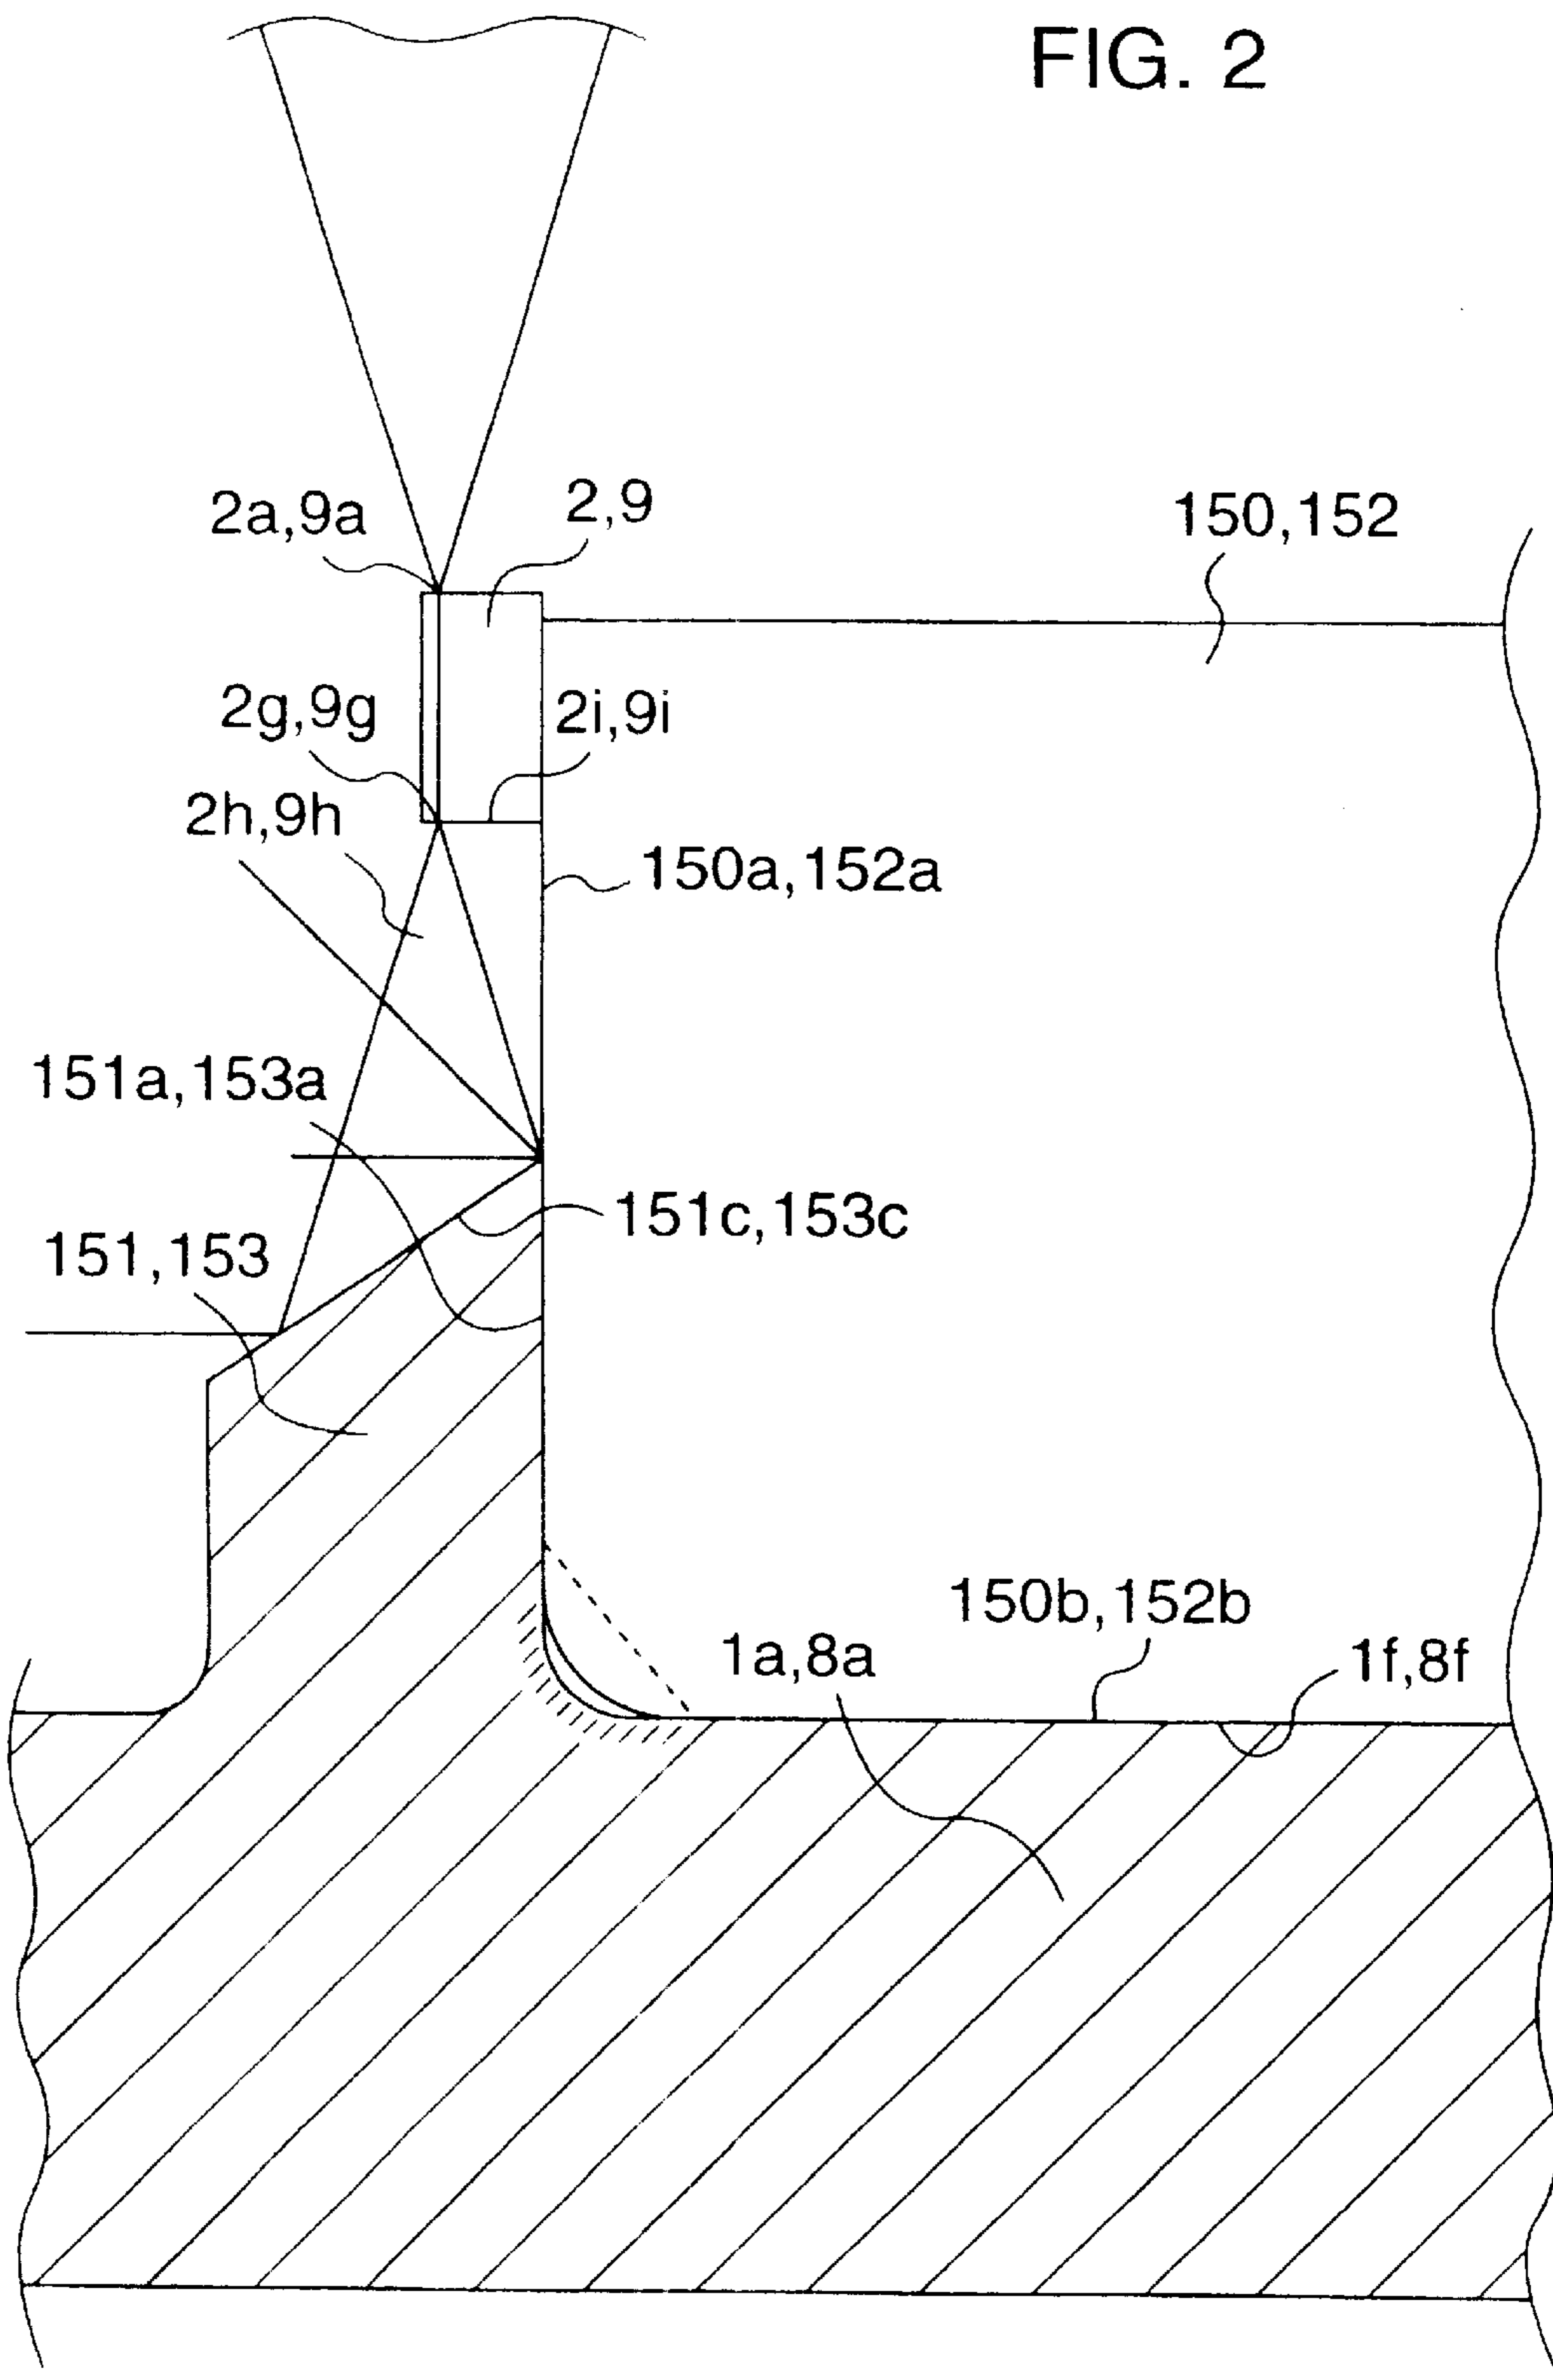 FIG. 2
2a,9a
2,9
150,152
2g,9g
2i,9i
2h,9h
150a,152a
151a,153a
151c,153c
151,153
150b,152b
1a,8a
1f,8f